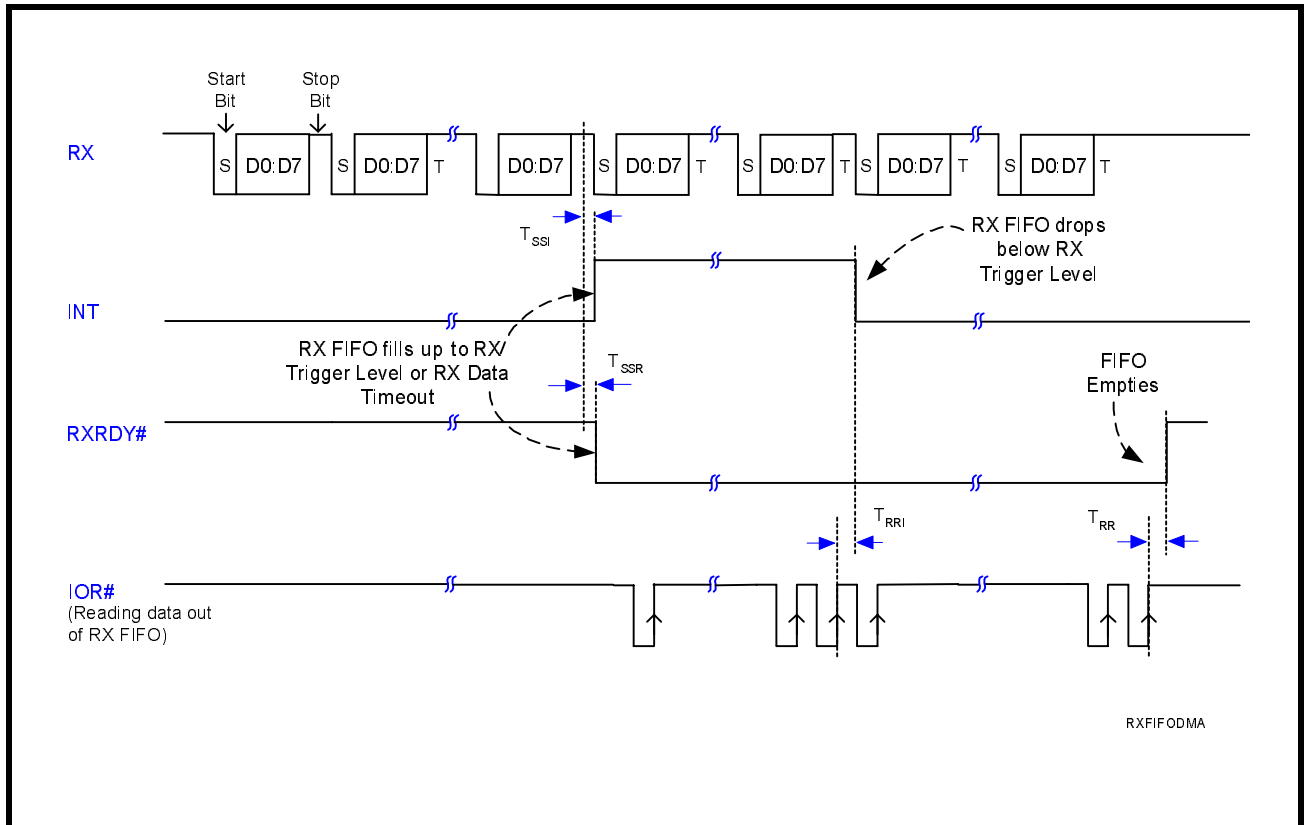 Start
Bit
Stop
Bit
RX
S D0:D7 S D0:D7 T D0:D7 S D0:D7 T S D0:D7 T S D0:D7 T S D0:D7 T
TSSI
RX FIFO drops
below RX
Trigger Level
INT
RX FIFO fills up to RX
Trigger Level or RX Data
Timeout
TSSR
FIFO
Empties
RXRDY#
TRRI
TRR
IOR#
(Reading data out
of RX FIFO)
RXFIFODMA